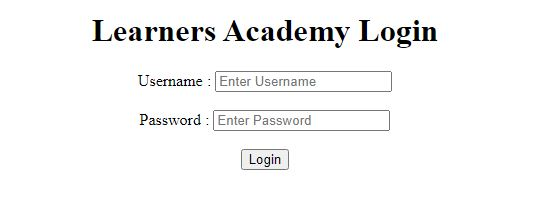 Learners Academy Login
Username : Enter Username
Password : Enter Password
Login